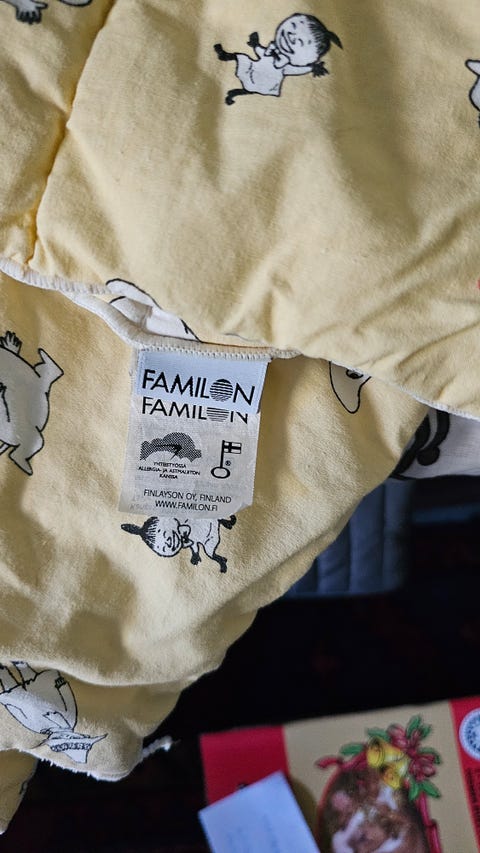 FAMILON
FAMILON
YHTEISTYÖSSÄ
ALLERGIA- JA ASTMALIITON
KANSSA
FINLAYSON OY, FINLAND
WWW.FAMILON.FI